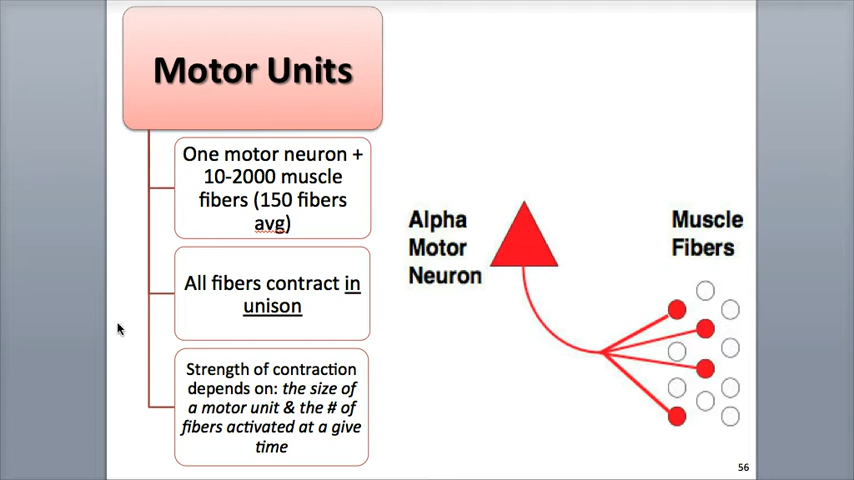 Motor Units
One motor neuron +
10-2000 muscle
fibers (150 fibers
avg)
All fibers contract in
unison
Strength of contraction
depends on: the size of
a motor unit & the # of
fibers activated at a give
time
Alpha
Motor
Neuron
Muscle
Fibers
56